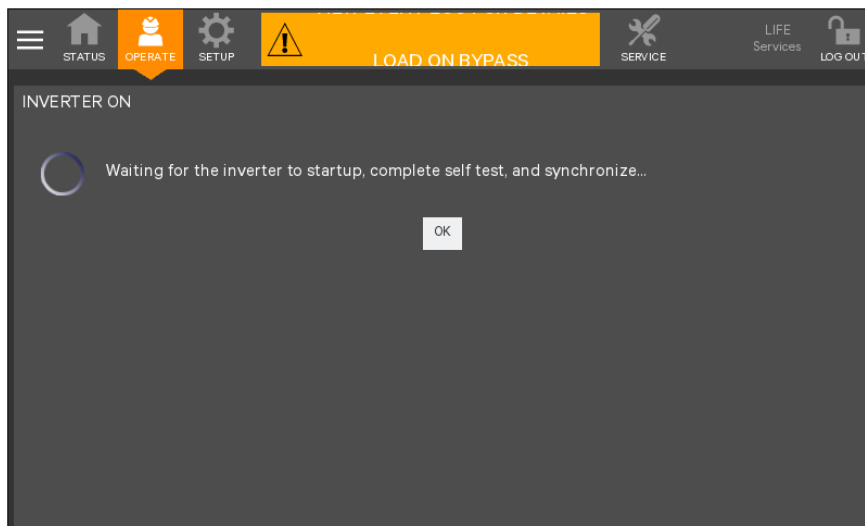 STATUS
OPERATE
SETUP
LOAD ON BYPASS
SERVICE
LIFE
Services
LOG OUT
INVERTER ON
Waiting for the inverter to startup, complete self test, and synchronize...
OK